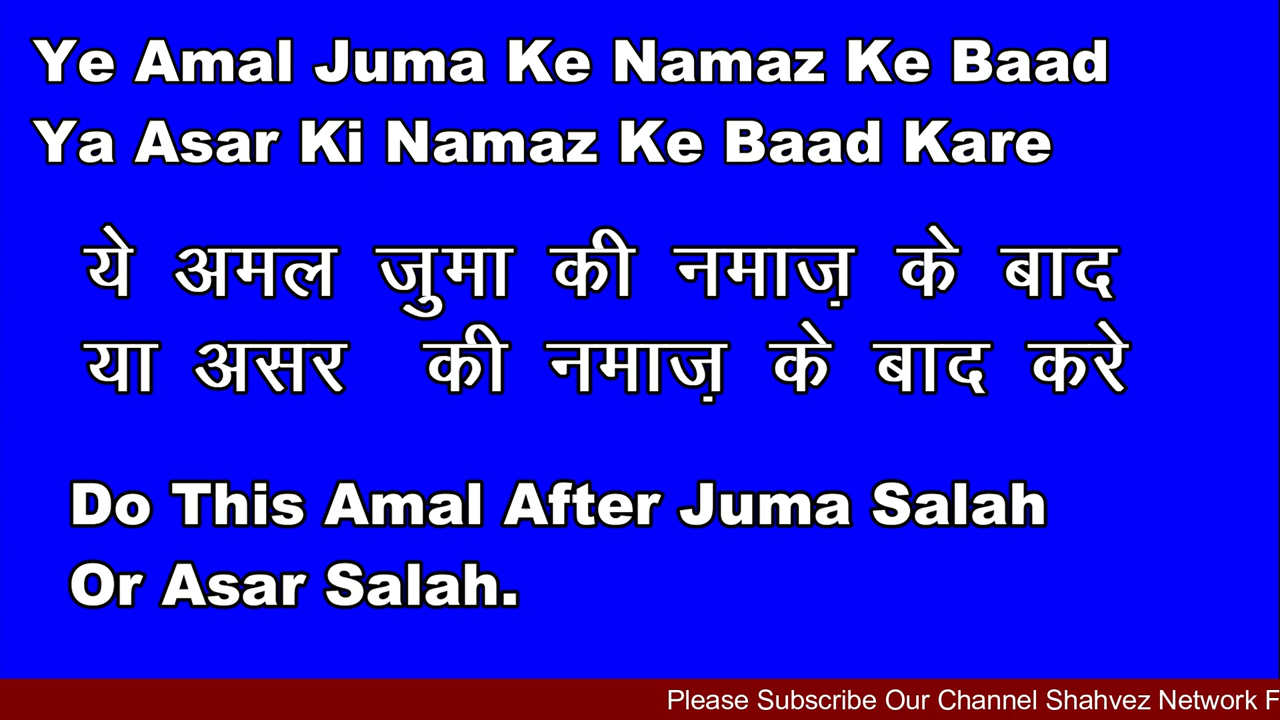 Ye Amal Juma Ke Namaz Ke Baad
Ya Asar Ki Namaz Ke Baad Kare
ये अमल जुमा की नमाज़ के बाद
या असर की नमाज़ के बाद करे
Do This Amal After Juma Salah
Or Asar Salah.
Please Subscribe Our Channel Shahvez Network F